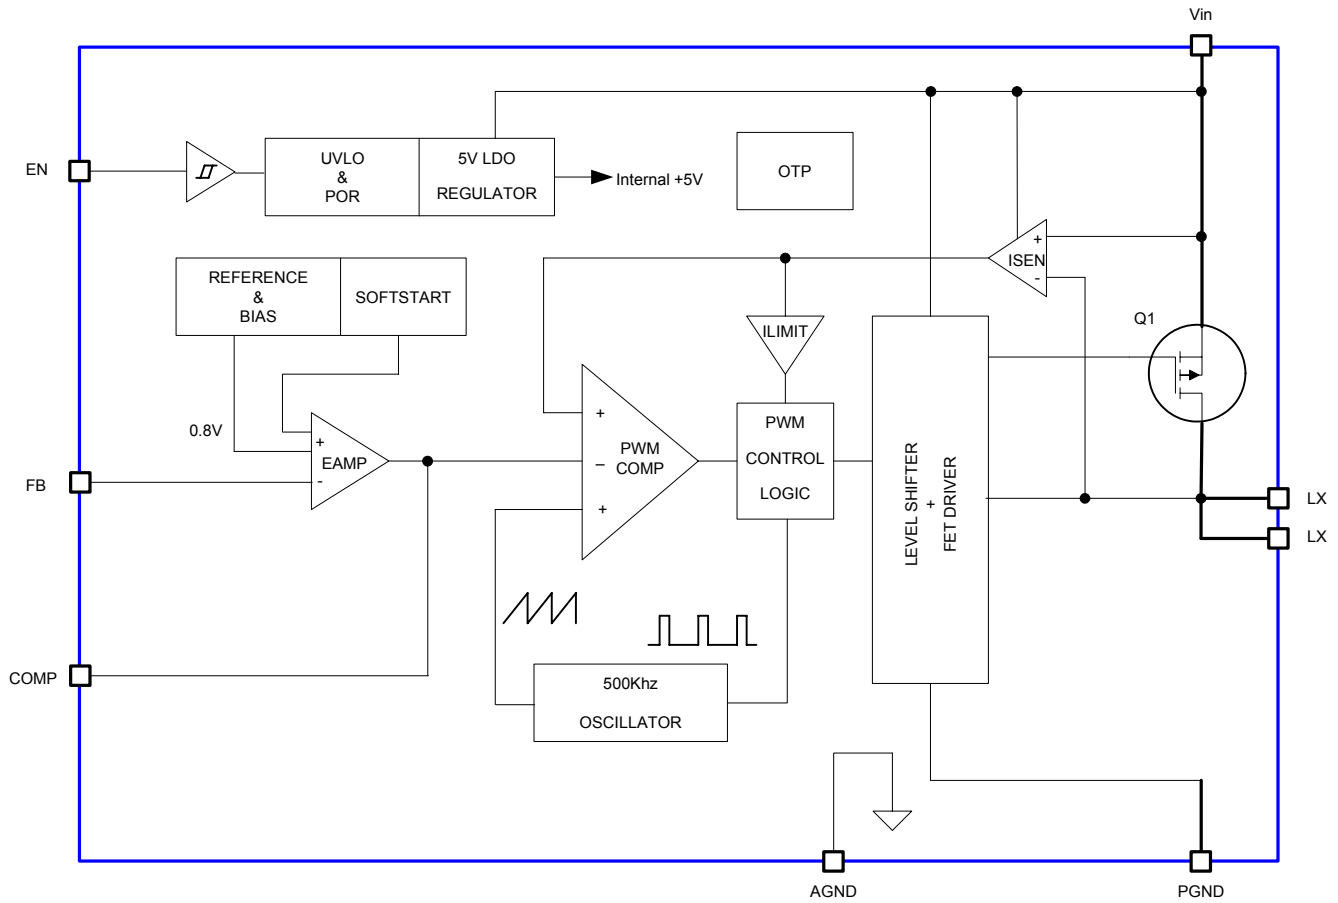 Vin
EN
UVLO
&
POR
5V LDO
REGULATOR
Internal +5V
OTP
+
ISEN
-
REFERENCE
&
BIAS
SOFTSTART
ILIMIT
Q1
0.8V
+
EAMP
-
FB
+
PWM
COMP
–
+
PWM
CONTROL
LOGIC
LEVEL SHIFTER
+
FET DRIVER
LX
LX
COMP
500Khz
OSCILLATOR
AGND
PGND